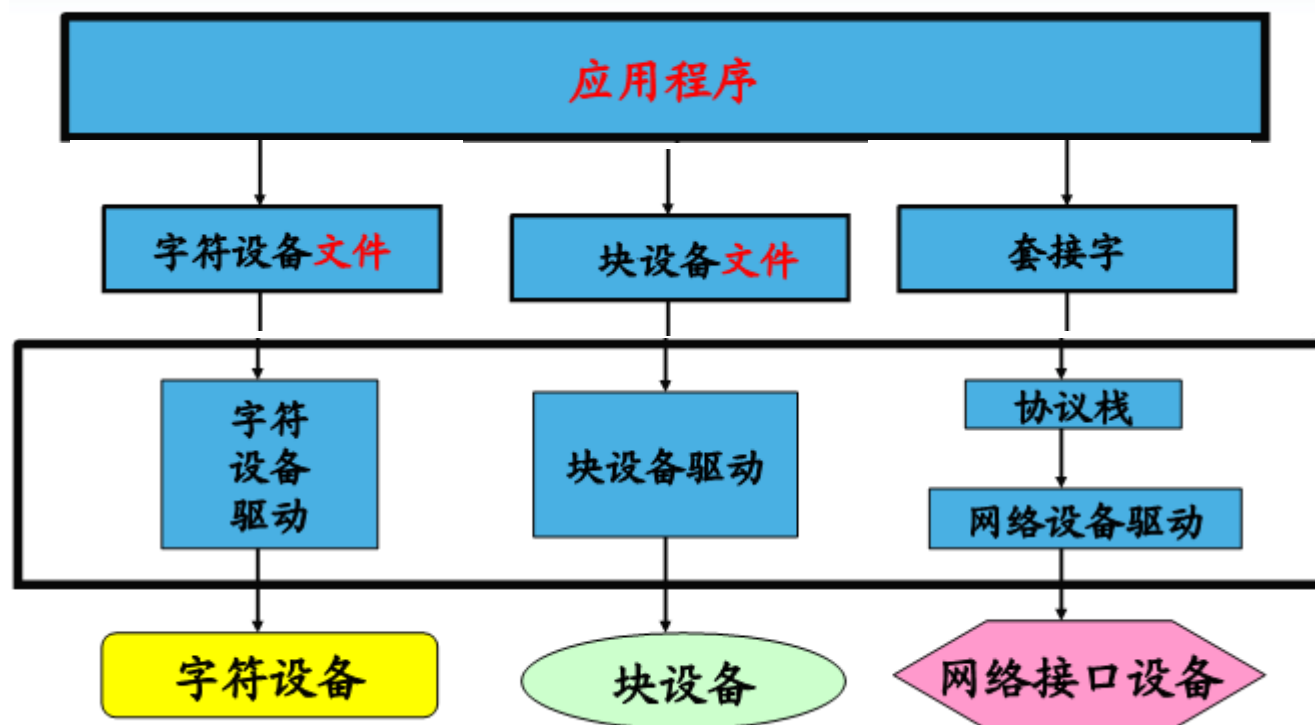 应用程序
字符设备文件
块设备文件
套接字
字符
设备
驱动
块设备驱动
协议栈
网络设备驱动
字符设备
块设备
网络接口设备